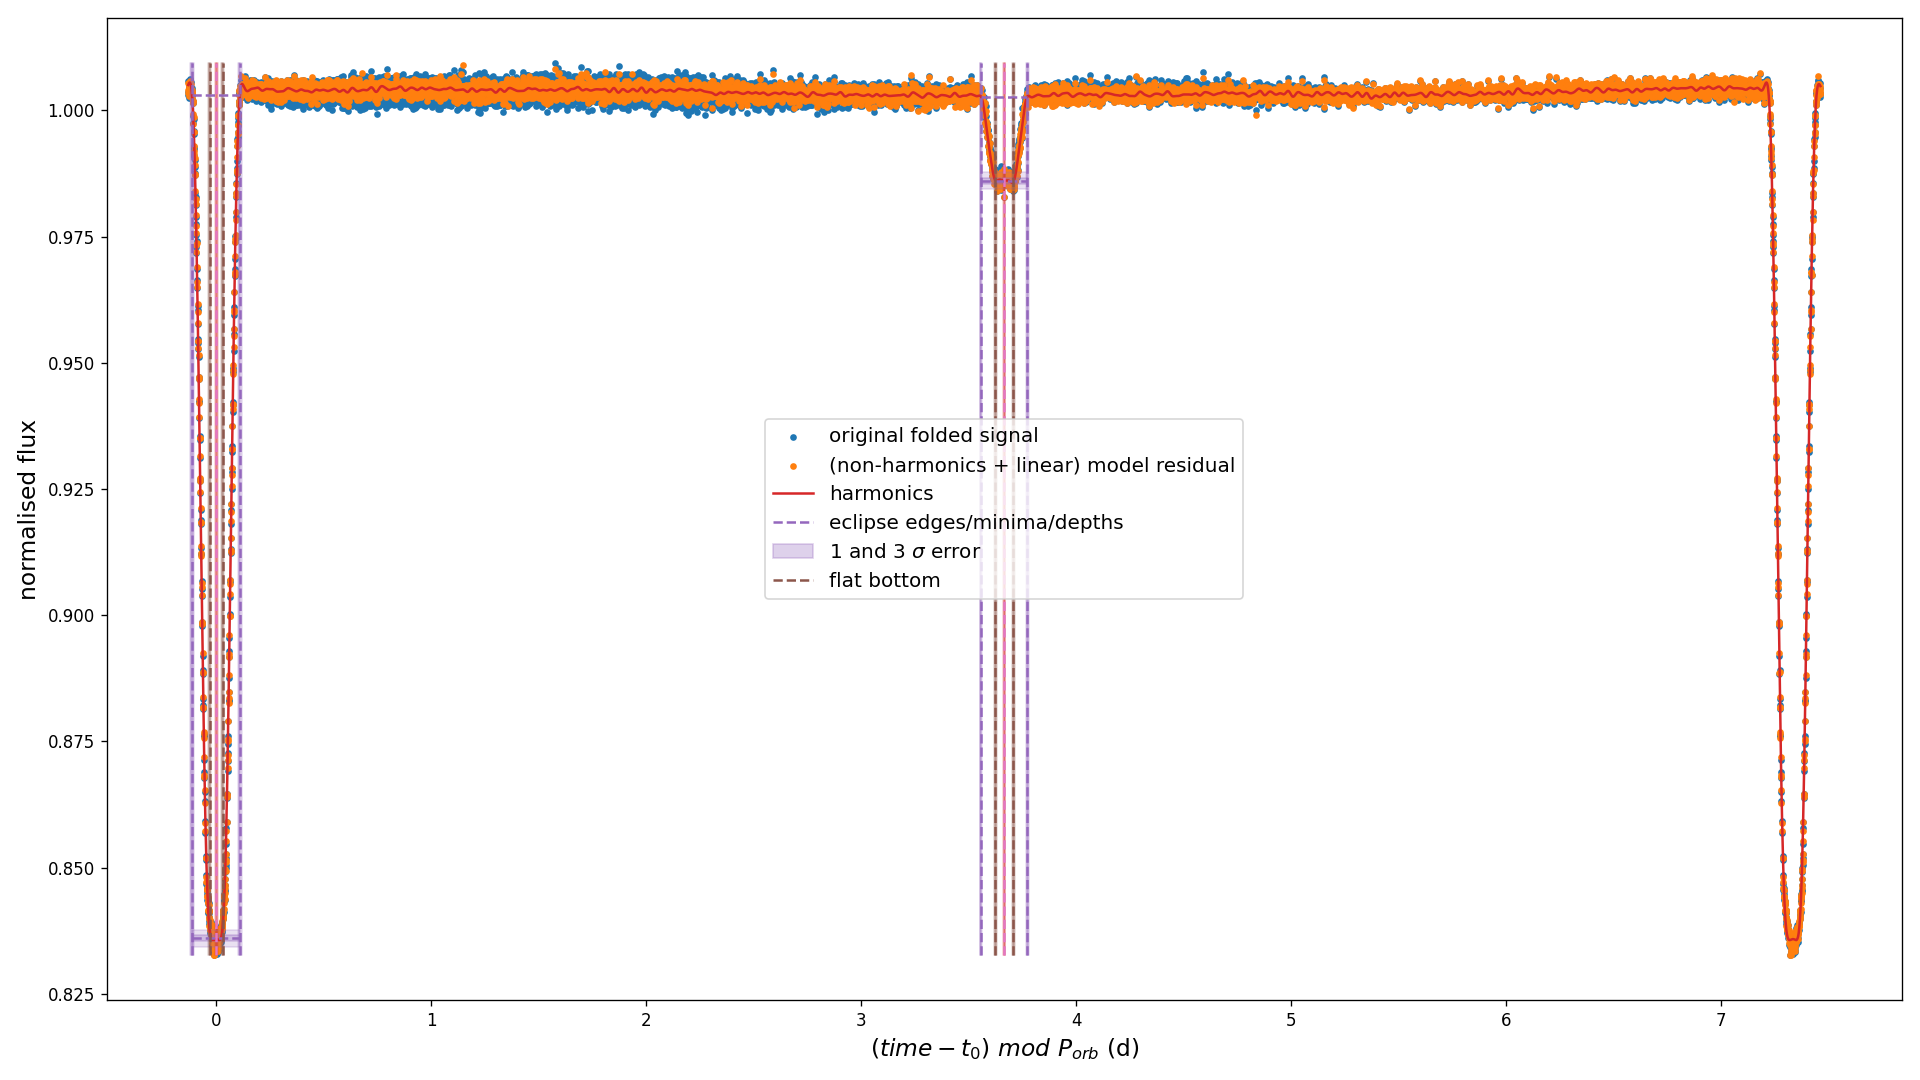 normalised flux
1.000
0.975
0.950
0.925
0.900
0.875
0.850
0.825
original folded signal
(non-harmonics + linear) model residual
harmonics
eclipse edges/minima/depths
1 and 3 σ error
flat bottom
0 1 2 3 4 5 6 7
(time − t₀) mod Pₒᵣb (d)